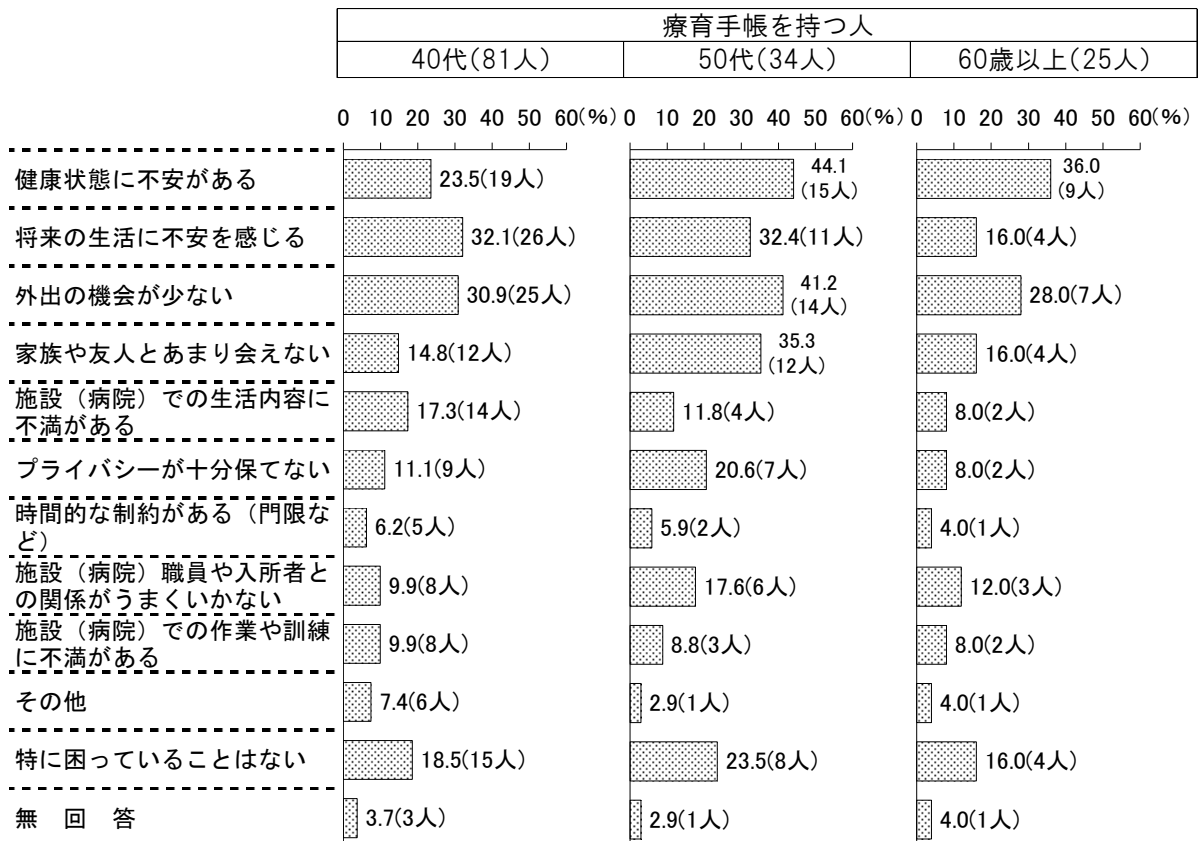 療育手帳を持つ人
40代(81人) 50代(34人) 60歳以上(25人)
0 10 20 30 40 50 60(%) 0 10 20 30 40 50 60(%) 0 10 20 30 40 50 60(%)
健康状態に不安がある 23.5(19人) 44.1(15人) 36.0(9人)
将来の生活に不安を感じる 32.1(26人) 32.4(11人) 16.0(4人)
外出の機会が少ない 30.9(25人) 41.2(14人) 28.0(7人)
家族や友人とあまり会えない 14.8(12人) 35.3(12人) 16.0(4人)
施設（病院）での生活内容に
不満がある 17.3(14人) 11.8(4人) 8.0(2人)
プライバシーが十分保てない 11.1(9人) 20.6(7人) 8.0(2人)
時間的な制約がある（門限な
ど） 6.2(5人) 5.9(2人) 4.0(1人)
施設（病院）職員や入所者と
の関係がうまくいかない 9.9(8人) 17.6(6人) 12.0(3人)
施設（病院）での作業や訓練
に不満がある 9.9(8人) 8.8(3人) 8.0(2人)
その他 7.4(6人) 2.9(1人) 4.0(1人)
特に困っていることはない 18.5(15人) 23.5(8人) 16.0(4人)
無 回 答 3.7(3人) 2.9(1人) 4.0(1人)